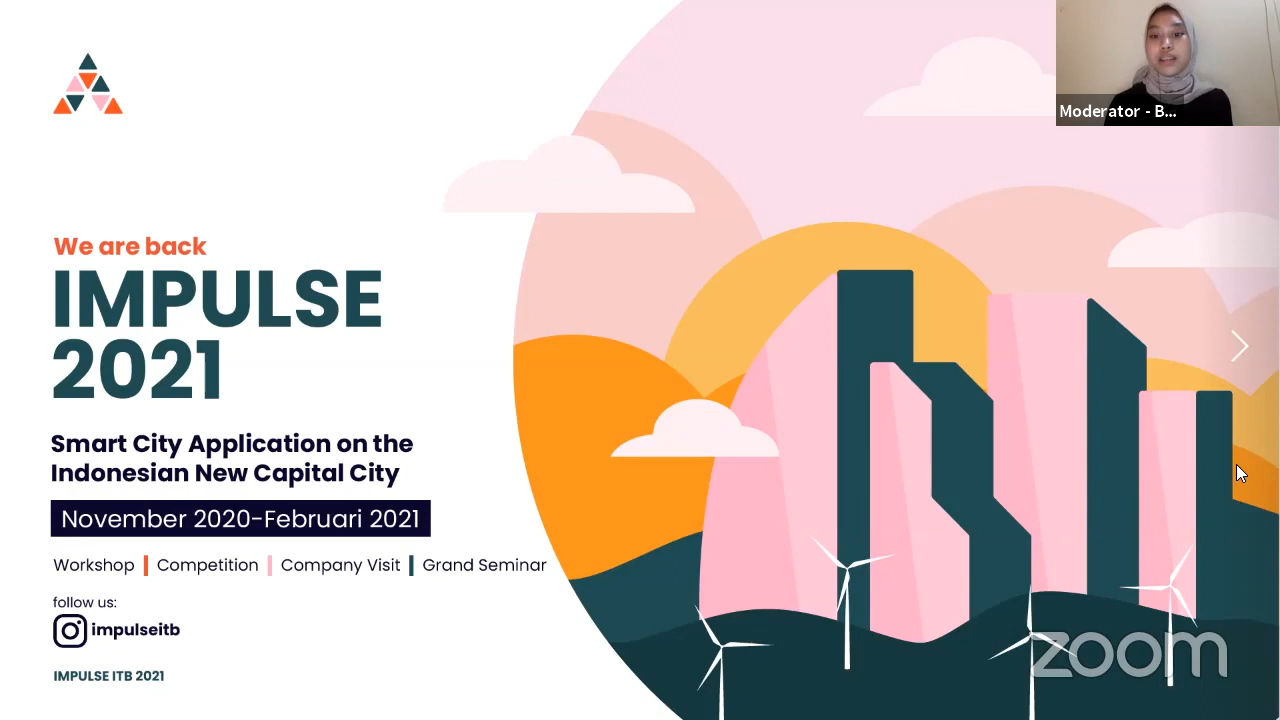 Moderator - B...
We are back
IMPULSE
2021
Smart City Application on the
Indonesian New Capital City
November 2020-Februari 2021
Workshop | Competition | Company Visit | Grand Seminar
follow us:
impulseitb
IMPULSE ITB 2021
zoom